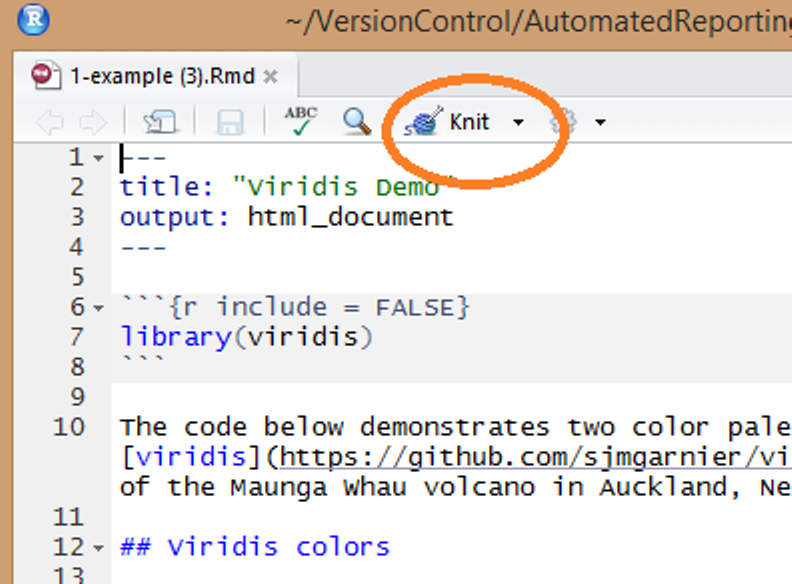 R
~/VersionControl/AutomatedReporting
1-example (3).Rmd
ABC
Knit
1 ---
2 title: "Viridis Demo"
3 output: html_document
4 ---
5
6 ```{r include = FALSE}
7 library(viridis)
8 ```
9
10 The code below demonstrates two color pale
[viridis](https://github.com/sjmgarnier/vi
of the Maunga Whau volcano in Auckland, Ne
11
12 ## Viridis colors
13